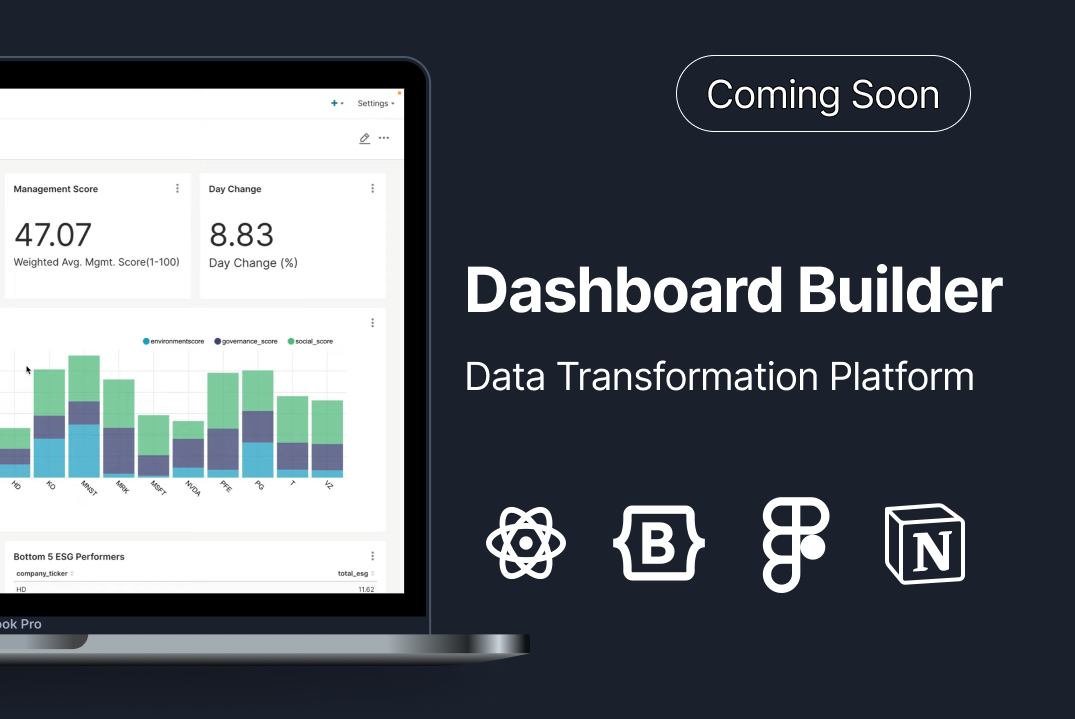 Coming Soon
Settings
Management Score
47.07
Weighted Avg. Mgmt. Score(1-100)
Day Change
8.83
Day Change (%)
environmentscore governance_score social_score
HD KO MNST MRK MSFT NVDA PFE PG T VZ
Bottom 5 ESG Performers
company_ticker total_esg
HD 11.62
ook Pro
Dashboard Builder
Data Transformation Platform
B
N